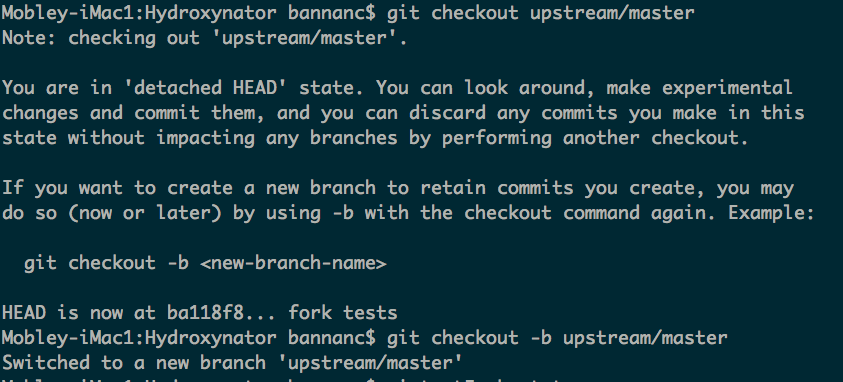 Mobley-iMac1:Hydroxynator bannanc$ git checkout upstream/master
Note: checking out 'upstream/master'.
You are in 'detached HEAD' state. You can look around, make experimental
changes and commit them, and you can discard any commits you make in this
state without impacting any branches by performing another checkout.
If you want to create a new branch to retain commits you create, you may
do so (now or later) by using -b with the checkout command again. Example:
git checkout -b <new-branch-name>
HEAD is now at ba118f8... fork tests
Mobley-iMac1:Hydroxynator bannanc$ git checkout -b upstream/master
Switched to a new branch 'upstream/master'